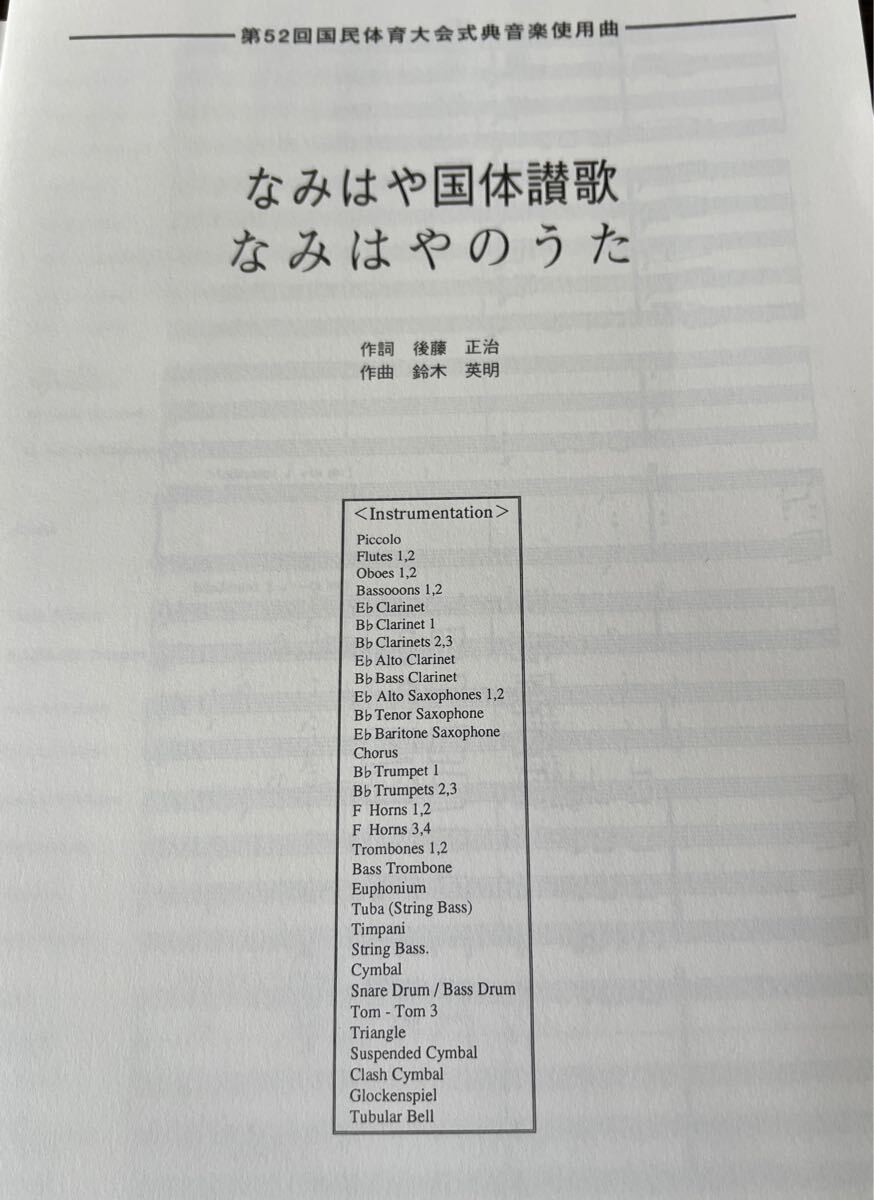 第52回国民体育大会式典音楽使用曲
なみはや国体讃歌
なみはやのうた
作詞 後藤 正治
作曲 鈴木 英明
<Instrumentation>
Piccolo
Flutes 1,2
Oboes 1,2
Bassooons 1,2
E♭ Clarinet
B♭ Clarinet 1
B♭ Clarinets 2,3
E♭ Alto Clarinet
B♭ Bass Clarinet
E♭ Alto Saxophones 1,2
B♭ Tenor Saxophone
E♭ Baritone Saxophone
Chorus
B♭ Trumpet 1
B♭ Trumpets 2,3
F Horns 1,2
F Horns 3,4
Trombones 1,2
Bass Trombone
Euphonium
Tuba (String Bass)
Timpani
String Bass.
Cymbal
Snare Drum / Bass Drum
Tom - Tom 3
Triangle
Suspended Cymbal
Clash Cymbal
Glockenspiel
Tubular Bell